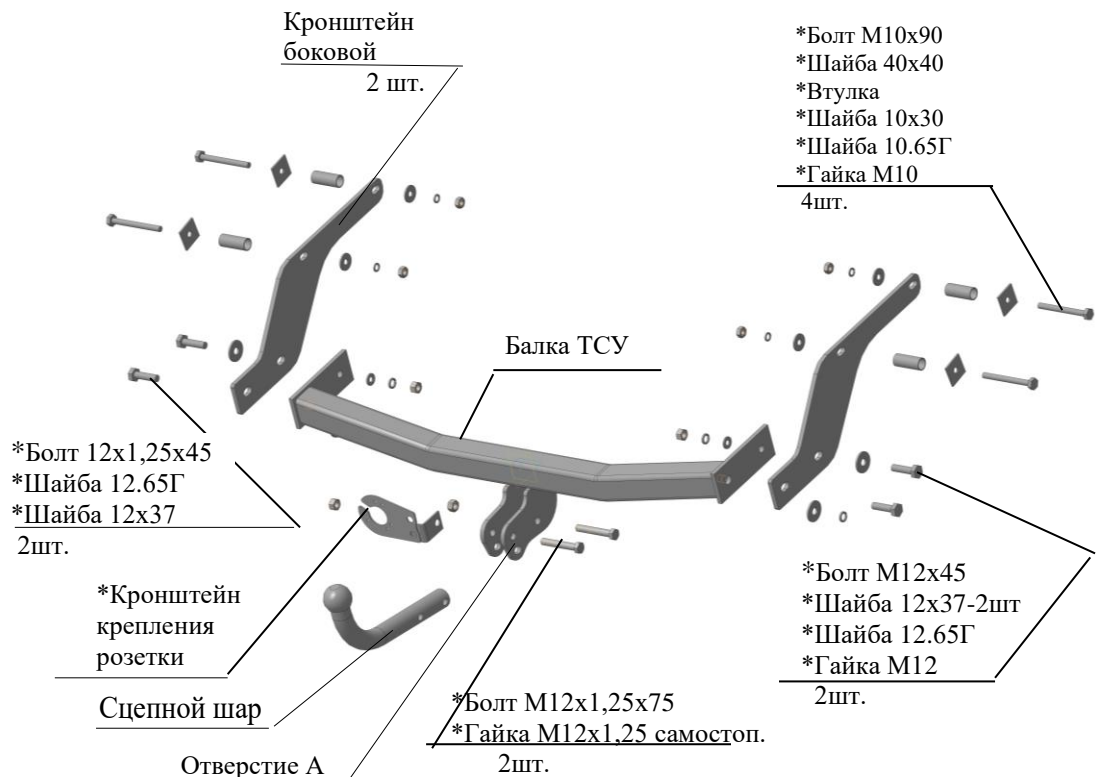 Кронштейн
боковой
2 шт.
*Болт М10х90
*Шайба 40х40
*Втулка
*Шайба 10х30
*Шайба 10.65Г
*Гайка М10
4шт.
Балка ТСУ
*Болт 12х1,25х45
*Шайба 12.65Г
*Шайба 12х37
2шт.
*Кронштейн
крепления
розетки
Сцепной шар
Отверстие А
*Болт М12х1,25х75
*Гайка М12х1,25 самостоп.
2шт.
*Болт М12х45
*Шайба 12х37-2шт
*Шайба 12.65Г
*Гайка М12
2шт.